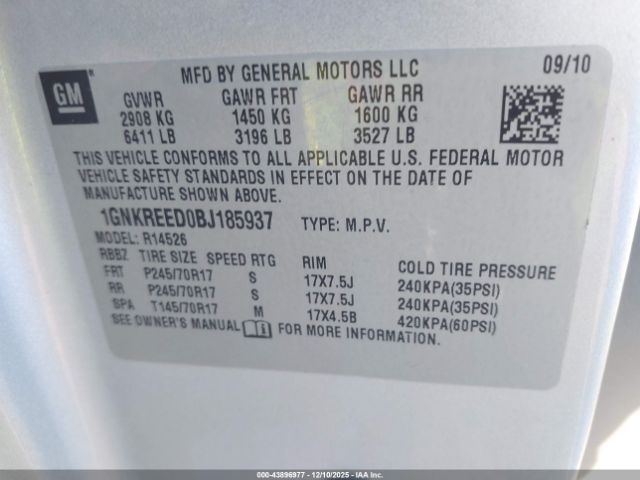 GM
MFD BY GENERAL MOTORS LLC 09/10
GVWR GAWR FRT GAWR RR
2908 KG 1450 KG 1600 KG
6411 LB 3196 LB 3527 LB
THIS VEHICLE CONFORMS TO ALL APPLICABLE U.S. FEDERAL MOTOR
VEHICLE SAFETY STANDARDS IN EFFECT ON THE DATE OF
MANUFACTURE SHOWN ABOVE.
1GNKREED0BJ185937 TYPE: M.P.V.
MODEL: R14526
RBBZ TIRE SIZE SPEED RTG RIM COLD TIRE PRESSURE
FRT P245/70R17 S 17X7.5J 240KPA(35PSI)
RR P245/70R17 S 17X7.5J 240KPA(35PSI)
SPA T145/70R17 M 17X4.5B 420KPA(60PSI)
SEE OWNER'S MANUAL FOR MORE INFORMATION.
000-43896977 - 12/10/2025 - IAAI, Inc.